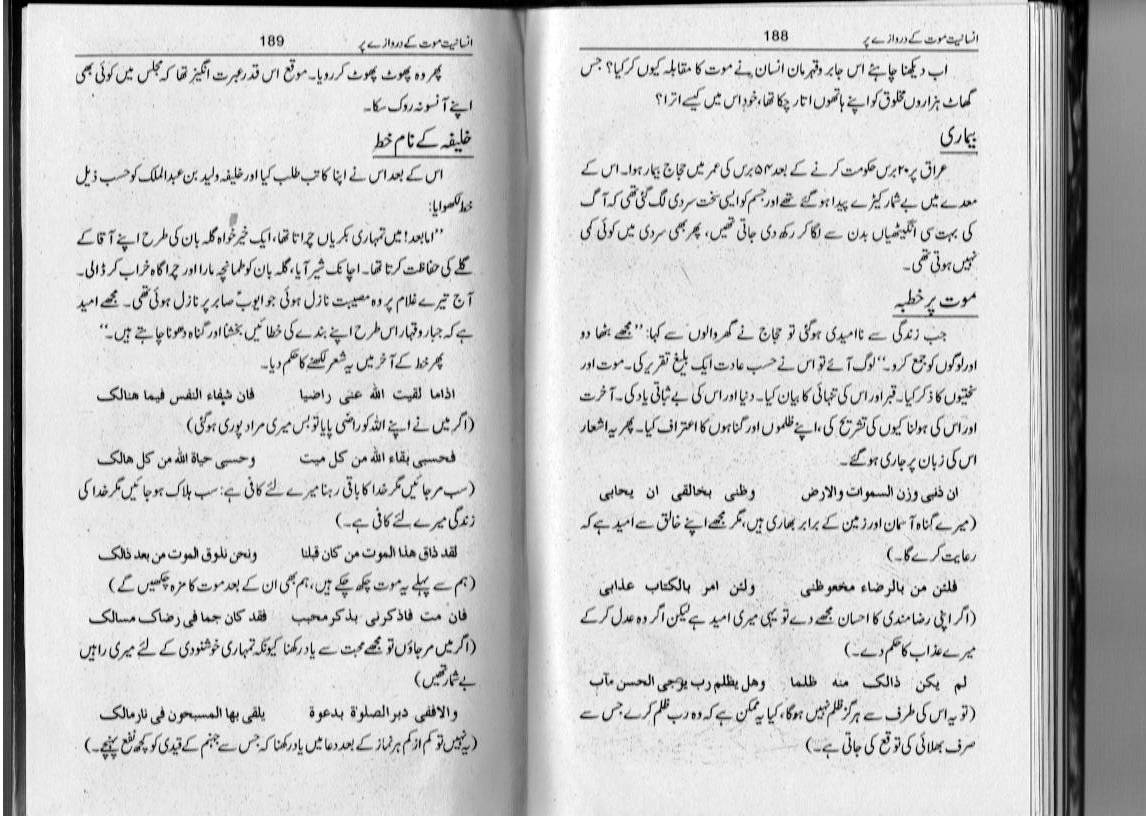 انسانیت موت کے دروازے پر 188
اب دیکھنا چاہئے اس جابر و قہرمان انسان نے موت کا مقابلہ کیوں کر کیا؟ جس
گھاٹ ہزاروں مخلوق کو اپنے ہاتھوں اتار چکا تھا، خود اس میں کیسے اترا؟
بیماری
عراق پر ۲۰ برس حکومت کرنے کے بعد ۵۴ برس کی عمر میں حجاج بیمار ہوا۔ اس کے
معدے میں بے شمار کیڑے پیدا ہو گئے تھے اور جسم کو ایسی سخت سردی لگ گئی تھی کہ آگ
کی بہت سی انگیٹھیاں بدن سے لگا کر رکھ دی جاتی تھیں، پھر بھی سردی میں کوئی کمی
نہیں ہوتی تھی۔
موت پر خطبہ
جب زندگی سے ناامیدی ہو گئی تو حجاج نے گھر والوں سے کہا: ”مجھے بٹھا دو
اور لوگوں کو جمع کرو۔“ لوگ آئے تو اس نے حسب عادت ایک بلیغ تقریر کی۔ موت اور
سختیوں کا ذکر کیا۔ قبر اور اس کی تنہائی کا بیان کیا۔ دنیا اور اس کی بے ثباتی یاد کی۔ آخرت
اور اس کی ہولناکیوں کی تشریح کی، اپنے ظلموں اور گناہوں کا اعتراف کیا۔ پھر یہ اشعار
اس کی زبان پر جاری ہو گئے۔
ان ذنبی وزن السموات والارض وظنی بخالقی ان یحابی
(میرے گناہ آسمان اور زمین کے برابر بھاری ہیں، مگر مجھے اپنے خالق سے امید ہے کہ
رعایت کرے گا۔)
فلئن من بالرضاء فهو ظنی ولئن امر بالکتاب عذابی
(اگر اپنی رضامندی کا احسان مجھے دے تو یہی میری امید ہے لیکن اگر وہ عدل کر کے
میرے عذاب کا حکم دے۔)
لم یکن ذالک منه ظلما وهل یظلم رب یرجی الحسن مآب
(تو یہ اس کی طرف سے ہرگز ظلم نہیں ہوگا، کیا یہ ممکن ہے کہ وہ رب ظلم کرے جس سے
صرف بھلائی کی توقع کی جاتی ہے۔)
انسانیت موت کے دروازے پر 189
پھر وہ پھوٹ پھوٹ کر رویا۔ موقع اس قدر عبرت انگیز تھا کہ مجلس میں کوئی بھی
اپنے آنسو نہ روک سکا۔
خلیفہ کے نام خط
اس کے بعد اس نے اپنا کاتب طلب کیا اور خلیفہ ولید بن عبدالملک کو حسب ذیل
خط لکھوایا:
”اما بعد! میں تمہاری بکریاں چراتا تھا، ایک خیر خواہ گلہ بان کی طرح اپنے آقا کے
گلے کی حفاظت کرتا تھا۔ اچانک شیر آیا، گلہ بان کو طمانچہ مارا اور چراگاہ خراب کر ڈالی۔
آج تیرے غلام پر وہ مصیبت نازل ہوئی جو ایوبؑ صابر پر نازل ہوئی تھی۔ مجھے امید
ہے کہ جبار و قہار اس طرح اپنے بندے کی خطائیں بخشنا اور گناہ دھونا چاہتے ہیں۔“
پھر خط کے آخر میں یہ شعر لکھنے کا حکم دیا۔
اذاما لقیت الله عنی راضیا فان شفاء النفس فیما هنالک
(اگر میں نے اپنے اللہ کو راضی پایا تو بس میری مراد پوری ہو گئی)
فحسبی بقاء الله من کل میت وحسبی حیاة الله من کل هالک
(سب مر جائیں مگر خدا کا باقی رہنا میرے لئے کافی ہے: سب ہلاک ہو جائیں مگر خدا کی
زندگی میرے لئے کافی ہے۔)
لقد ذاق هذا الموت من کان قبلنا ونحن نذوق الموت من بعد ذالک
(ہم سے پہلے یہ موت چکھ چکے ہیں، ہم بھی ان کے بعد موت کا مزہ چکھیں گے)
فان مت فاذکرنی بذکر محبب فقد کان جما فی رضاک مسالک
(اگر میں مر جاؤں تو مجھے محبت سے یاد رکھنا کیونکہ تمہاری خوشنودی کے لئے میری راہیں
بے شمار تھیں)
والا ففی دبر الصلوٰة بدعوة یلقی بها المسبحون فی نار مالک
(یہ نہیں تو کم از کم ہر نماز کے بعد دعا میں یاد رکھنا کہ جس سے جہنم کے قیدی کو کچھ نفع پہنچے۔)